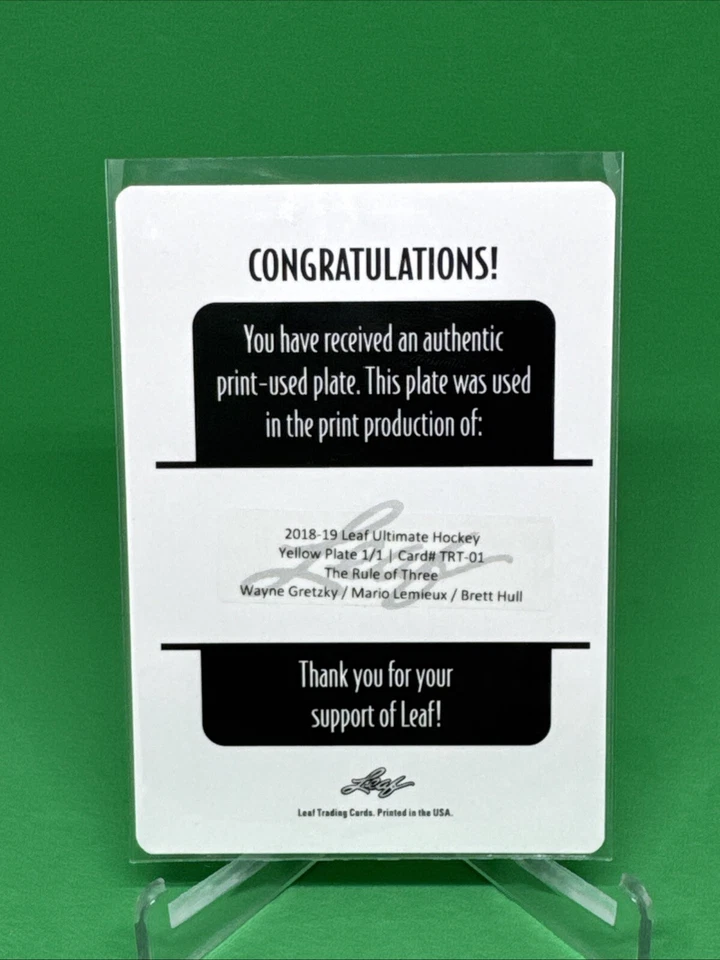 CONGRATULATIONS!
You have received an authentic
print-used plate. This plate was used
in the print production of:
Leaf
2018-19 Leaf Ultimate Hockey
Yellow Plate 1/1 | Card# TRT-01
The Rule of Three
Wayne Gretzky / Mario Lemieux / Brett Hull
Thank you for your
support of Leaf!
Leaf
Leaf Trading Cards. Printed in the USA.